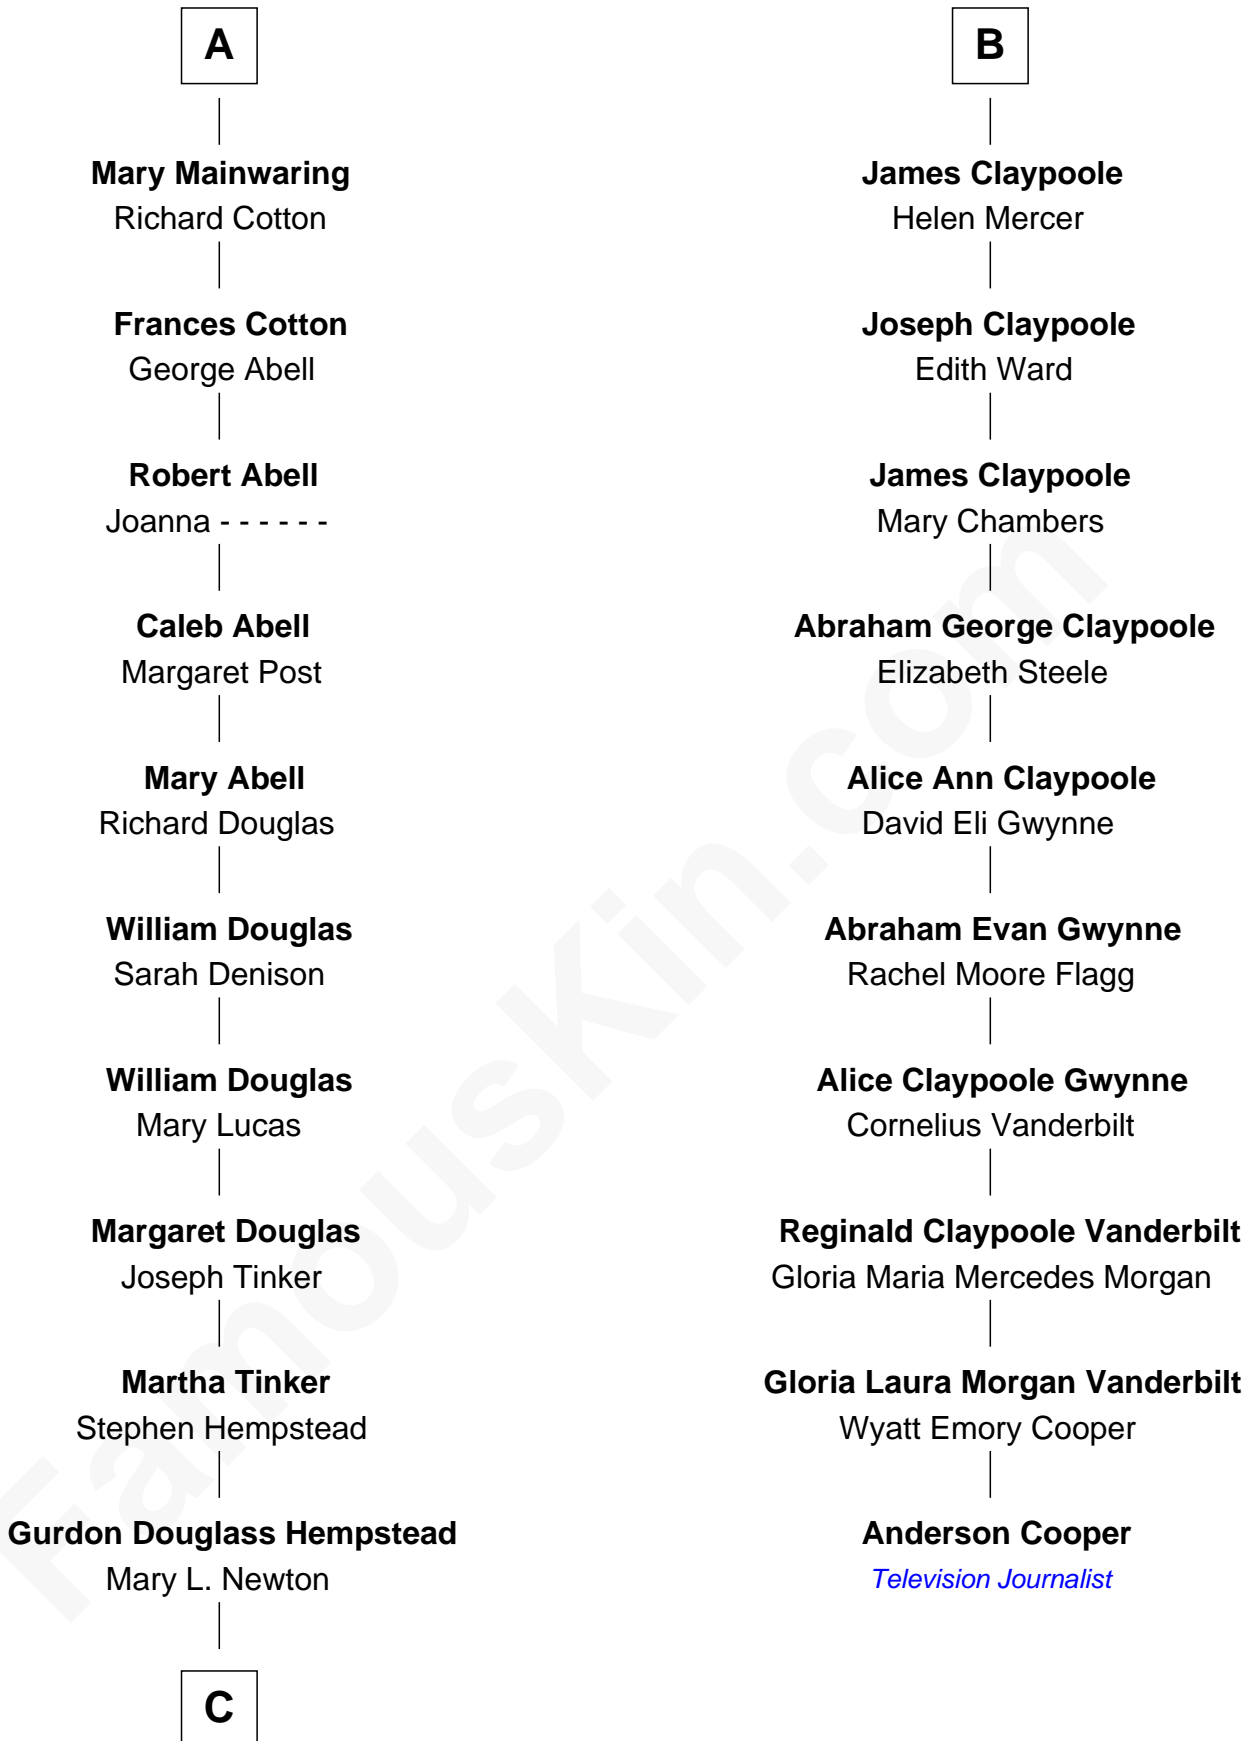 A
Mary Mainwaring
Richard Cotton
Frances Cotton
George Abell
Robert Abell
Joanna - - - - - -
Caleb Abell
Margaret Post
Mary Abell
Richard Douglas
William Douglas
Sarah Denison
William Douglas
Mary Lucas
Margaret Douglas
Joseph Tinker
Martha Tinker
Stephen Hempstead
Gurdon Douglass Hempstead
Mary L. Newton
C
B
James Claypoole
Helen Mercer
Joseph Claypoole
Edith Ward
James Claypoole
Mary Chambers
Abraham George Claypoole
Elizabeth Steele
Alice Ann Claypoole
David Eli Gwynne
Abraham Evan Gwynne
Rachel Moore Flagg
Alice Claypoole Gwynne
Cornelius Vanderbilt
Reginald Claypoole Vanderbilt
Gloria Maria Mercedes Morgan
Gloria Laura Morgan Vanderbilt
Wyatt Emory Cooper
Anderson Cooper
Television Journalist
FamousKin.com